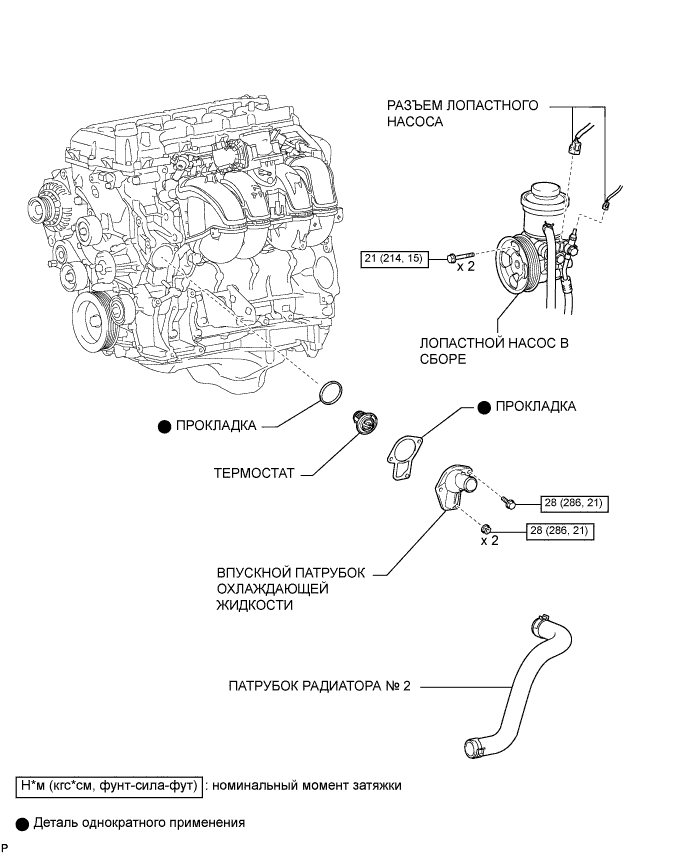 РАЗЪЕМ ЛОПАСТНОГО
НАСОСА
21 (214, 15)
x 2
ЛОПАСТНОЙ НАСОС В
СБОРЕ
ПРОКЛАДКА
ПРОКЛАДКА
ТЕРМОСТАТ
28 (286, 21)
28 (286, 21)
x 2
ВПУСКНОЙ ПАТРУБОК
ОХЛАЖДАЮЩЕЙ
ЖИДКОСТИ
ПАТРУБОК РАДИАТОРА № 2
Н*м (кгс*см, фунт-сила-фут) : номинальный момент затяжки
Деталь однократного применения
P